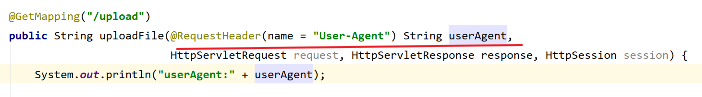 @GetMapping("/upload")
public String uploadFile(@RequestHeader(name = "User-Agent") String userAgent,
HttpServletRequest request, HttpServletResponse response, HttpSession session) {
System.out.println("userAgent:" + userAgent);